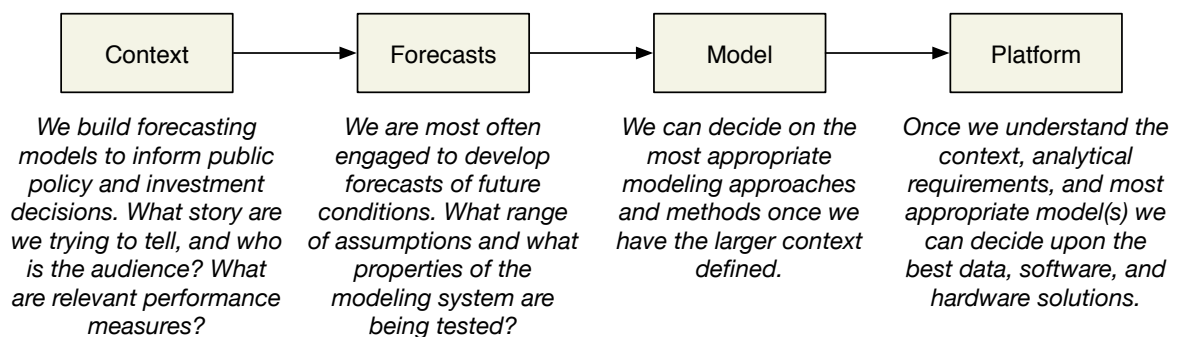 Context
Forecasts
Model
Platform
We build forecasting
models to inform public
policy and investment
decisions. What story are
we trying to tell, and who
is the audience? What
are relevant performance
measures?
We are most often
engaged to develop
forecasts of future
conditions. What range
of assumptions and what
properties of the
modeling system are
being tested?
We can decide on the
most appropriate
modeling approaches
and methods once we
have the larger context
defined.
Once we understand the
context, analytical
requirements, and most
appropriate model(s) we
can decide upon the
best data, software, and
hardware solutions.